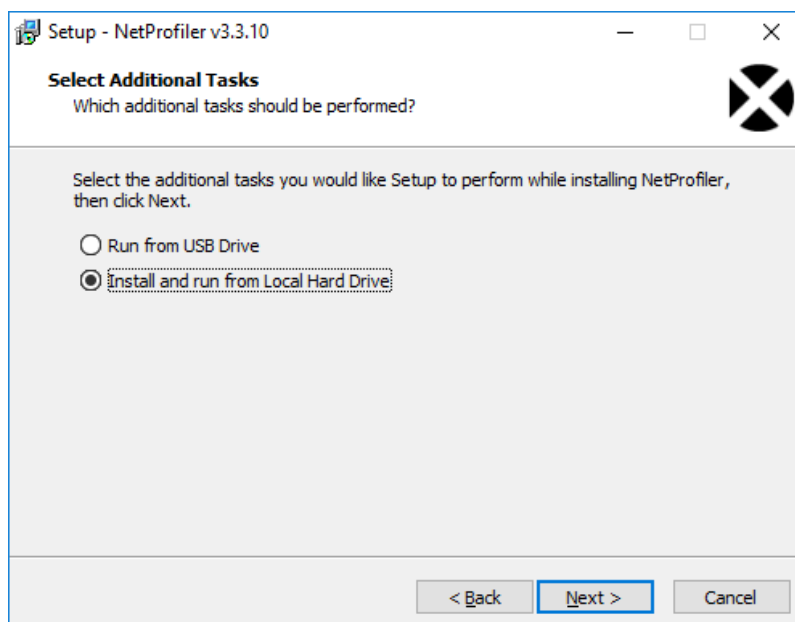 Setup - NetProfiler v3.3.10
Select Additional Tasks
Which additional tasks should be performed?
Select the additional tasks you would like Setup to perform while installing NetProfiler,
then click Next.
Run from USB Drive
Install and run from Local Hard Drive
< Back
Next >
Cancel